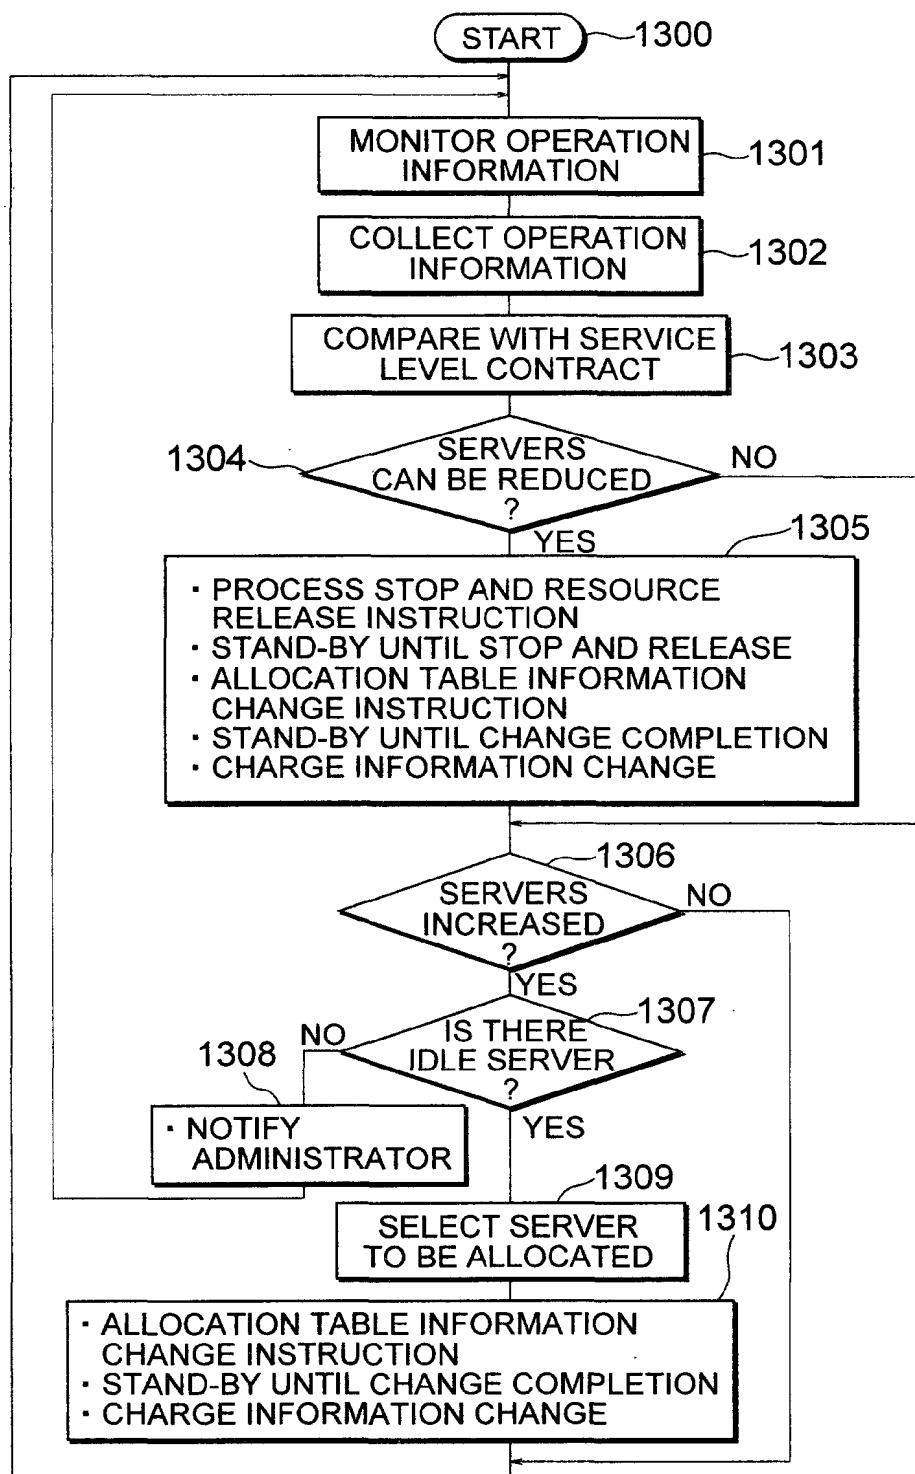 START
1300
MONITOR OPERATION
INFORMATION
1301
COLLECT OPERATION
INFORMATION
1302
COMPARE WITH SERVICE
LEVEL CONTRACT
1303
1304
SERVERS
CAN BE REDUCED
?
NO
YES
1305
· PROCESS STOP AND RESOURCE
RELEASE INSTRUCTION
· STAND-BY UNTIL STOP AND RELEASE
· ALLOCATION TABLE INFORMATION
CHANGE INSTRUCTION
· STAND-BY UNTIL CHANGE COMPLETION
· CHARGE INFORMATION CHANGE
1306
SERVERS
INCREASED
?
NO
YES
1307
IS THERE
IDLE SERVER
?
NO
YES
1308
· NOTIFY
ADMINISTRATOR
1309
SELECT SERVER
TO BE ALLOCATED
1310
· ALLOCATION TABLE INFORMATION
CHANGE INSTRUCTION
· STAND-BY UNTIL CHANGE COMPLETION
· CHARGE INFORMATION CHANGE